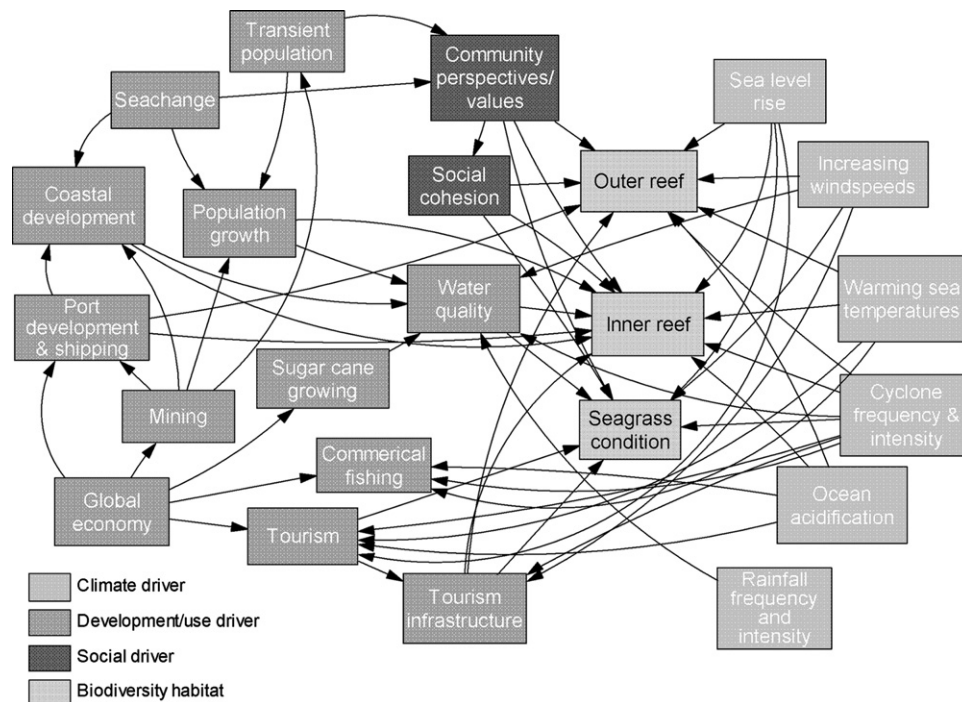 Transient
population
Community
perspectives/
values
Sea level
rise
Seachange
Increasing
windspeeds
Outer reef
Social
cohesion
Coastal
development
Population
growth
Water
quality
Warming sea
temperatures
Inner reef
Port
development
& shipping
Sugar cane
growing
Cyclone
frequency &
intensity
Mining
Seagrass
condition
Commerical
fishing
Global
economy
Ocean
acidification
Tourism
Tourism
infrastructure
Rainfall
frequency
and
intensity
Climate driver
Development/use driver
Social driver
Biodiversity habitat